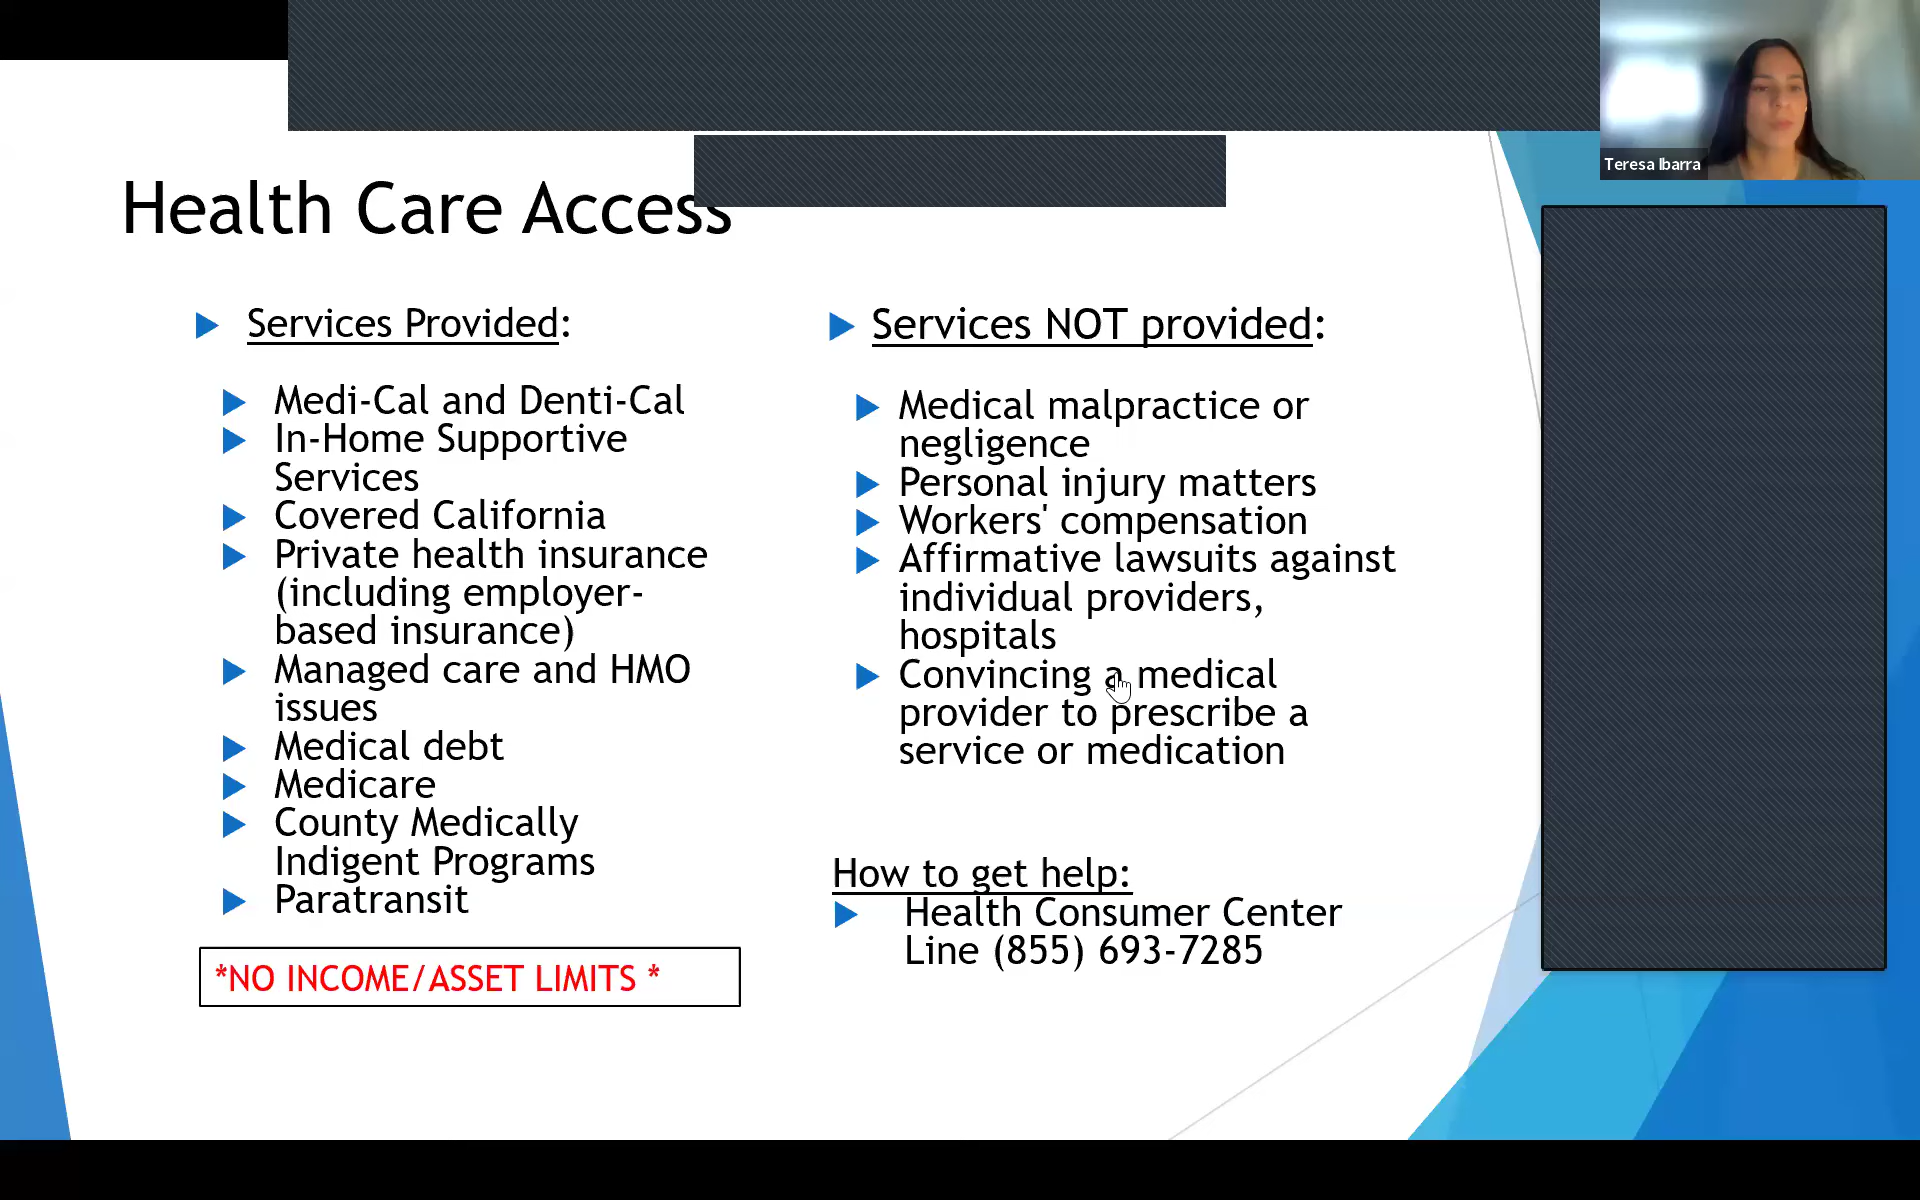 Teresa Ibarra
Health Care Access
Services Provided:
Medi-Cal and Denti-Cal
In-Home Supportive
Services
Covered California
Private health insurance
(including employer-
based insurance)
Managed care and HMO
issues
Medical debt
Medicare
County Medically
Indigent Programs
Paratransit
*NO INCOME/ASSET LIMITS *
Services NOT provided:
Medical malpractice or
negligence
Personal injury matters
Workers' compensation
Affirmative lawsuits against
individual providers,
hospitals
Convincing a medical
provider to prescribe a
service or medication
How to get help:
Health Consumer Center
Line (855) 693-7285